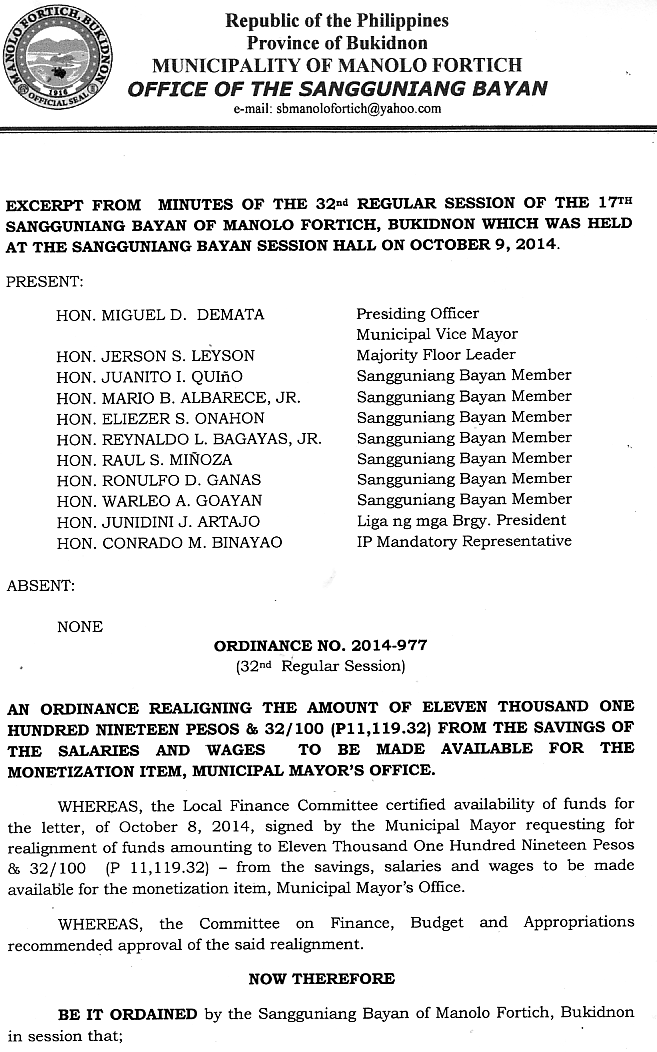 MANOLO FORTICH, BUKIDNON
1916
OFFICIAL SEAL
Republic of the Philippines
Province of Bukidnon
MUNICIPALITY OF MANOLO FORTICH
OFFICE OF THE SANGGUNIANG BAYAN
e-mail: sbmanolofortich@yahoo.com
EXCERPT FROM MINUTES OF THE 32nd REGULAR SESSION OF THE 17TH
SANGGUNIANG BAYAN OF MANOLO FORTICH, BUKIDNON WHICH WAS HELD
AT THE SANGGUNIANG BAYAN SESSION HALL ON OCTOBER 9, 2014.
PRESENT:
HON. MIGUEL D. DEMATA Presiding Officer
Municipal Vice Mayor
HON. JERSON S. LEYSON Majority Floor Leader
HON. JUANITO I. QUIñO Sangguniang Bayan Member
HON. MARIO B. ALBARECE, JR. Sangguniang Bayan Member
HON. ELIEZER S. ONAHON Sangguniang Bayan Member
HON. REYNALDO L. BAGAYAS, JR. Sangguniang Bayan Member
HON. RAUL S. MIÑOZA Sangguniang Bayan Member
HON. RONULFO D. GANAS Sangguniang Bayan Member
HON. WARLEO A. GOAYAN Sangguniang Bayan Member
HON. JUNIDINI J. ARTAJO Liga ng mga Brgy. President
HON. CONRADO M. BINAYAO IP Mandatory Representative
ABSENT:
NONE
ORDINANCE NO. 2014-977
(32nd Regular Session)
AN ORDINANCE REALIGNING THE AMOUNT OF ELEVEN THOUSAND ONE
HUNDRED NINETEEN PESOS & 32/100 (P11,119.32) FROM THE SAVINGS OF
THE SALARIES AND WAGES TO BE MADE AVAILABLE FOR THE
MONETIZATION ITEM, MUNICIPAL MAYOR'S OFFICE.
WHEREAS, the Local Finance Committee certified availability of funds for
the letter, of October 8, 2014, signed by the Municipal Mayor requesting for
realignment of funds amounting to Eleven Thousand One Hundred Nineteen Pesos
& 32/100 (P 11,119.32) – from the savings, salaries and wages to be made
available for the monetization item, Municipal Mayor's Office.
WHEREAS, the Committee on Finance, Budget and Appropriations
recommended approval of the said realignment.
NOW THEREFORE
BE IT ORDAINED by the Sangguniang Bayan of Manolo Fortich, Bukidnon
in session that;